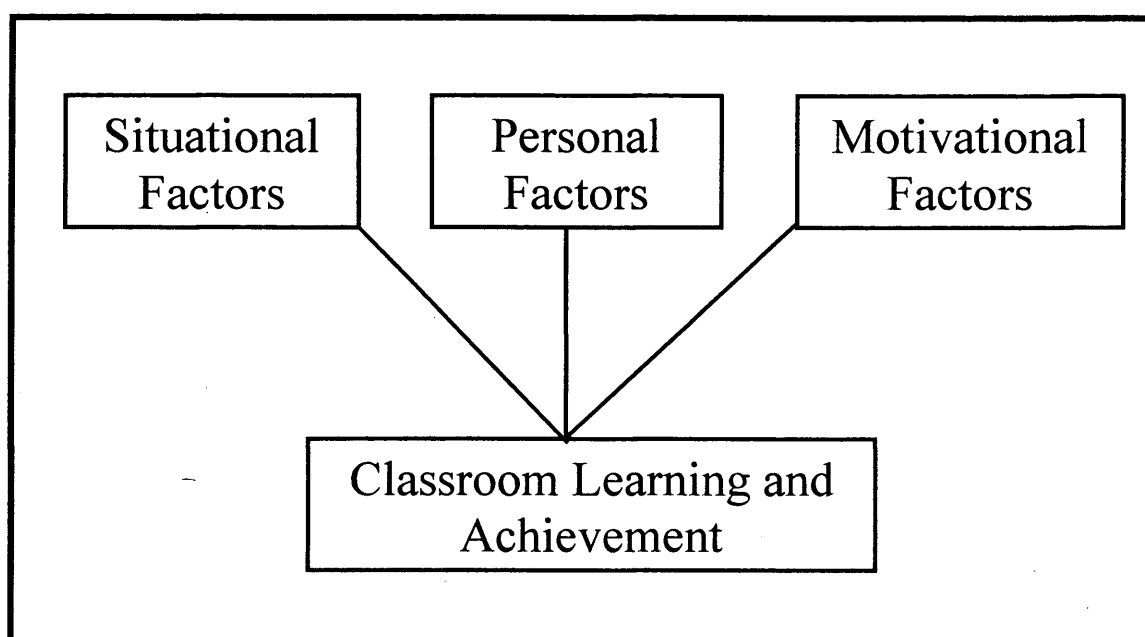 Situational
Factors
Personal
Factors
Motivational
Factors
Classroom Learning and
Achievement